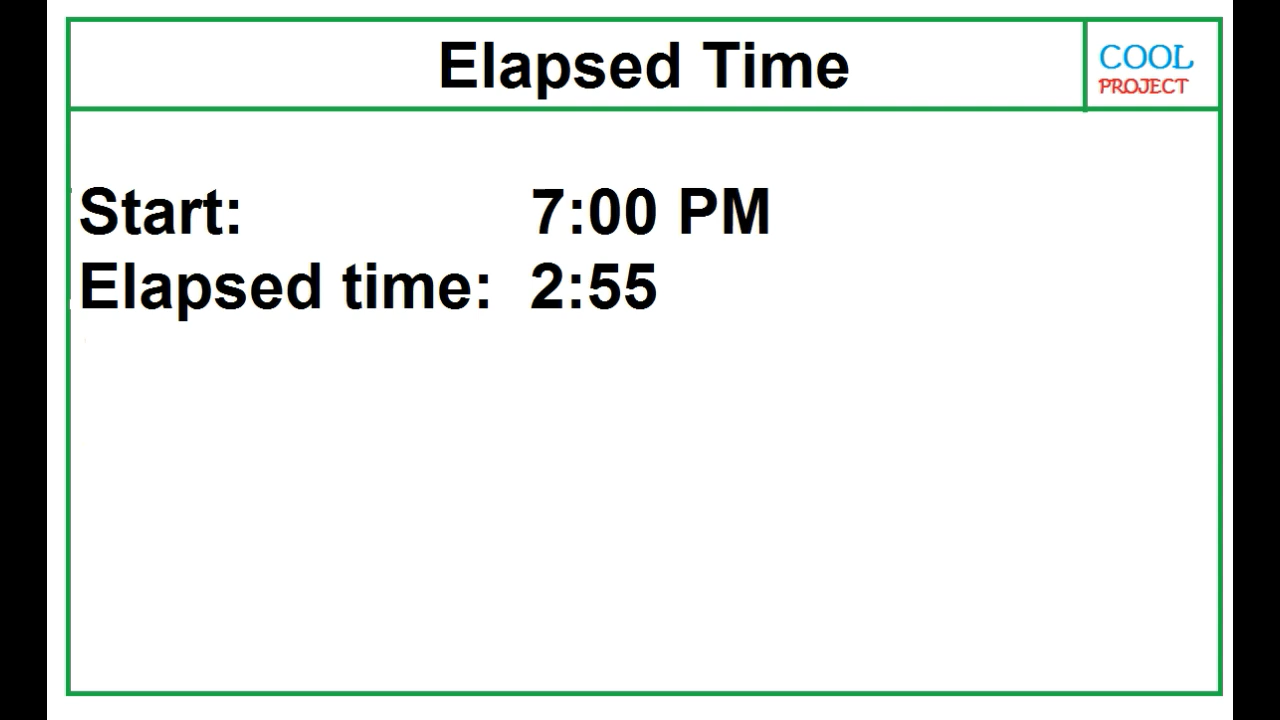 Elapsed Time
COOL
PROJECT
Start: 7:00 PM
Elapsed time: 2:55